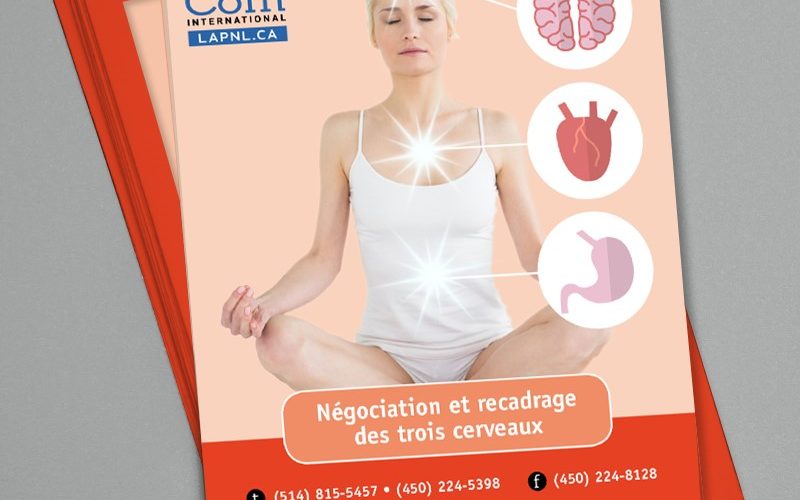 Com
INTERNATIONAL
LAPNL.CA
Négociation et recadrage
des trois cerveaux
t (514) 815-5457 • (450) 224-5398 f (450) 224-8128